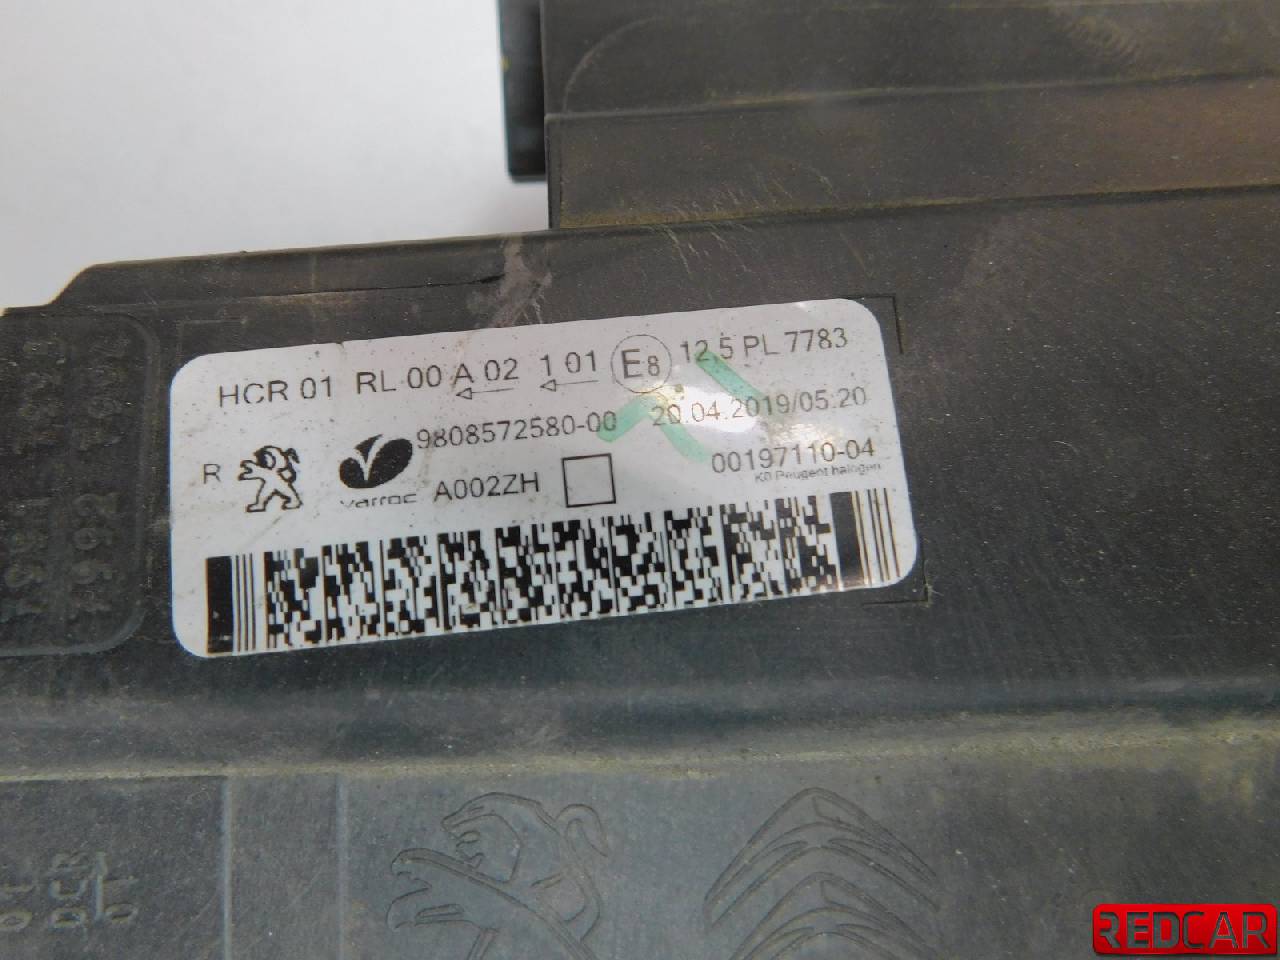 HCR 01 RL 00 A 02 1 01 E8 12.5 PL 7783
9808572580-00 20.04.2019/05:20
R varroc A002ZH 00197110-04
K0 Peugeot halogen
DCR
REDCAR